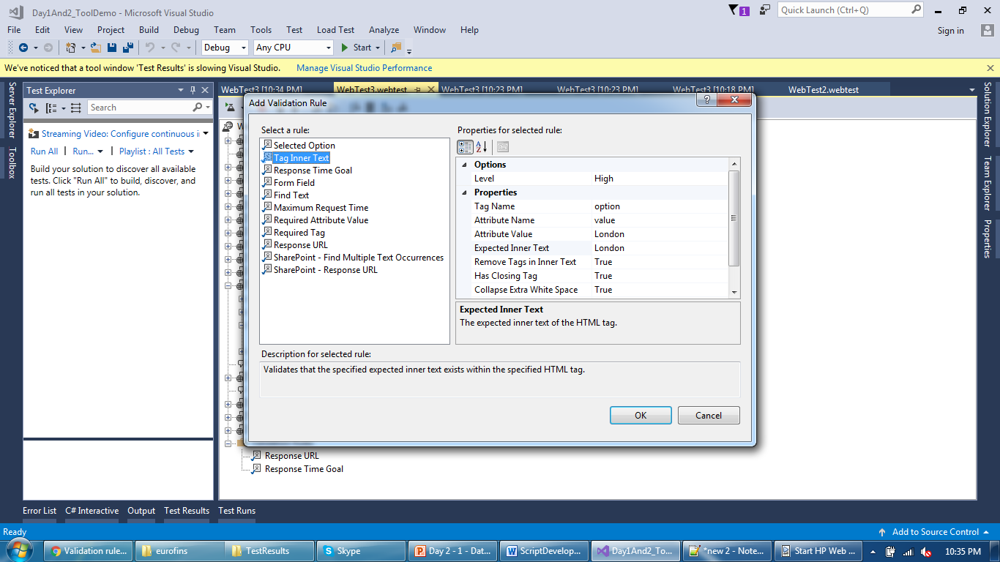 Day1And2_ToolDemo - Microsoft Visual Studio
1
Quick Launch (Ctrl+Q)
File Edit View Project Build Debug Team Tools Test Load Test Analyze Window Help
Sign in
Debug Any CPU Start
We've noticed that a tool window 'Test Results' is slowing Visual Studio. Manage Visual Studio Performance
Server Explorer
Toolbox
Test Explorer
Search
Streaming Video: Configure continuous i
Run All Run... Playlist : All Tests
Build your solution to discover all available
tests. Click "Run All" to build, discover, and
run all tests in your solution.
WebTest3 [10:34 PM] WebTest3.webtest WebTest3 [10:23 PM] WebTest3 [10:23 PM] WebTest3 [10:18 PM] WebTest2.webtest
Add Validation Rule
Select a rule:
Selected Option
Tag Inner Text
Response Time Goal
Form Field
Find Text
Maximum Request Time
Required Attribute Value
Required Tag
Response URL
SharePoint - Find Multiple Text Occurrences
SharePoint - Response URL
Properties for selected rule:
Options
Level High
Properties
Tag Name option
Attribute Name value
Attribute Value London
Expected Inner Text London
Remove Tags in Inner Text True
Has Closing Tag True
Collapse Extra White Space True
Expected Inner Text
The expected inner text of the HTML tag.
Description for selected rule:
Validates that the specified expected inner text exists within the specified HTML tag.
OK Cancel
Response URL
Response Time Goal
Solution Explorer
Team Explorer
Properties
Error List C# Interactive Output Test Results Test Runs
Ready
Add to Source Control
Validation rule... eurofins TestResults Skype Day 2 - 1 - Dat... ScriptDevelop... Day1And2_To... *new 2 - Note... Start HP Web ... 10:35 PM